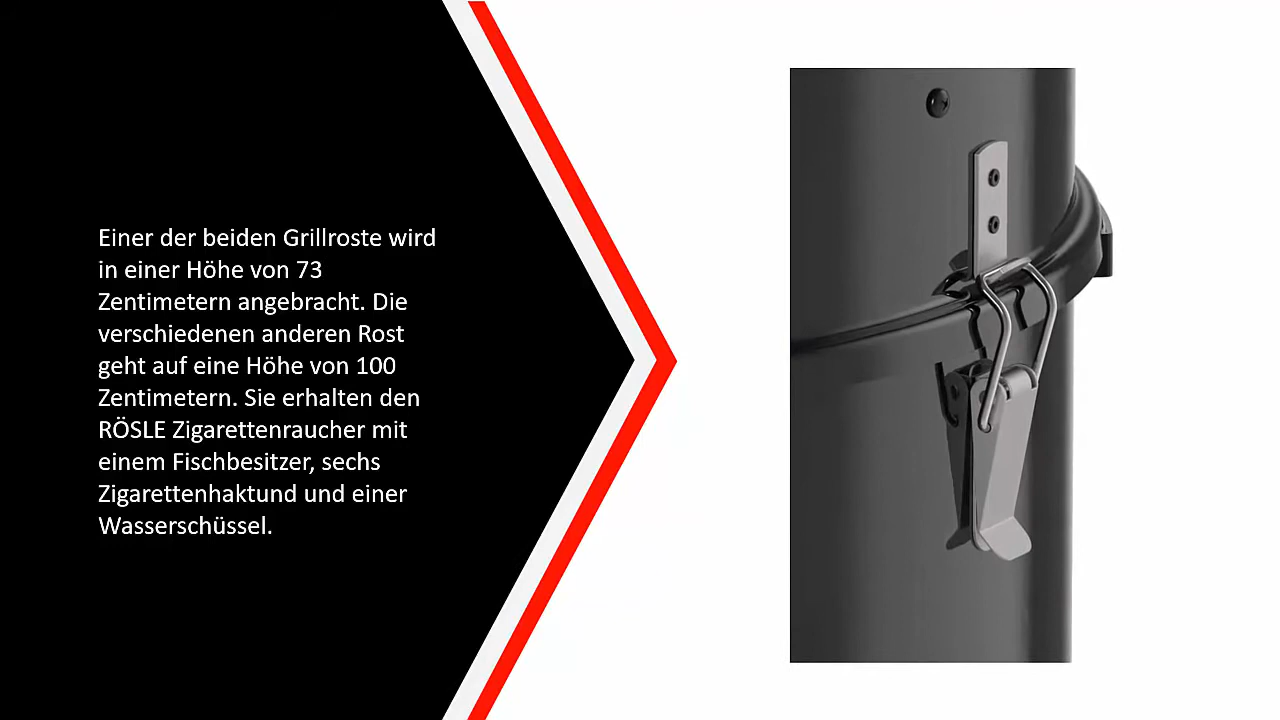 Einer der beiden Grillroste wird
in einer Höhe von 73
Zentimetern angebracht. Die
verschiedenen anderen Rost
geht auf eine Höhe von 100
Zentimetern. Sie erhalten den
RÖSLE Zigarettenraucher mit
einem Fischbesitzer, sechs
Zigarettenhaktund und einer
Wasserschüssel.